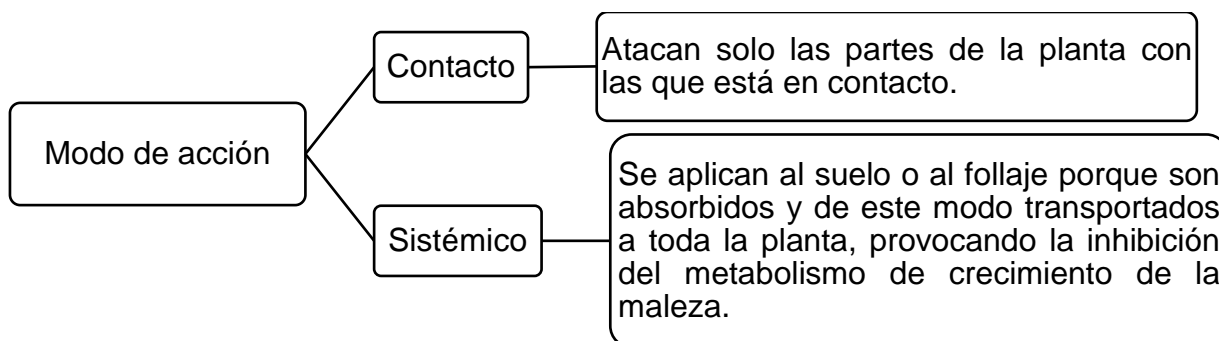 Modo de acción
Contacto
Atacan solo las partes de la planta con
las que está en contacto.
Sistémico
Se aplican al suelo o al follaje porque son
absorbidos y de este modo transportados
a toda la planta, provocando la inhibición
del metabolismo de crecimiento de la
maleza.